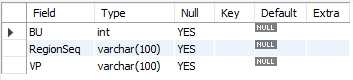 Field Type Null Key Default Extra
BU int YES NULL
RegionSeq varchar(100) YES NULL
VP varchar(100) YES NULL